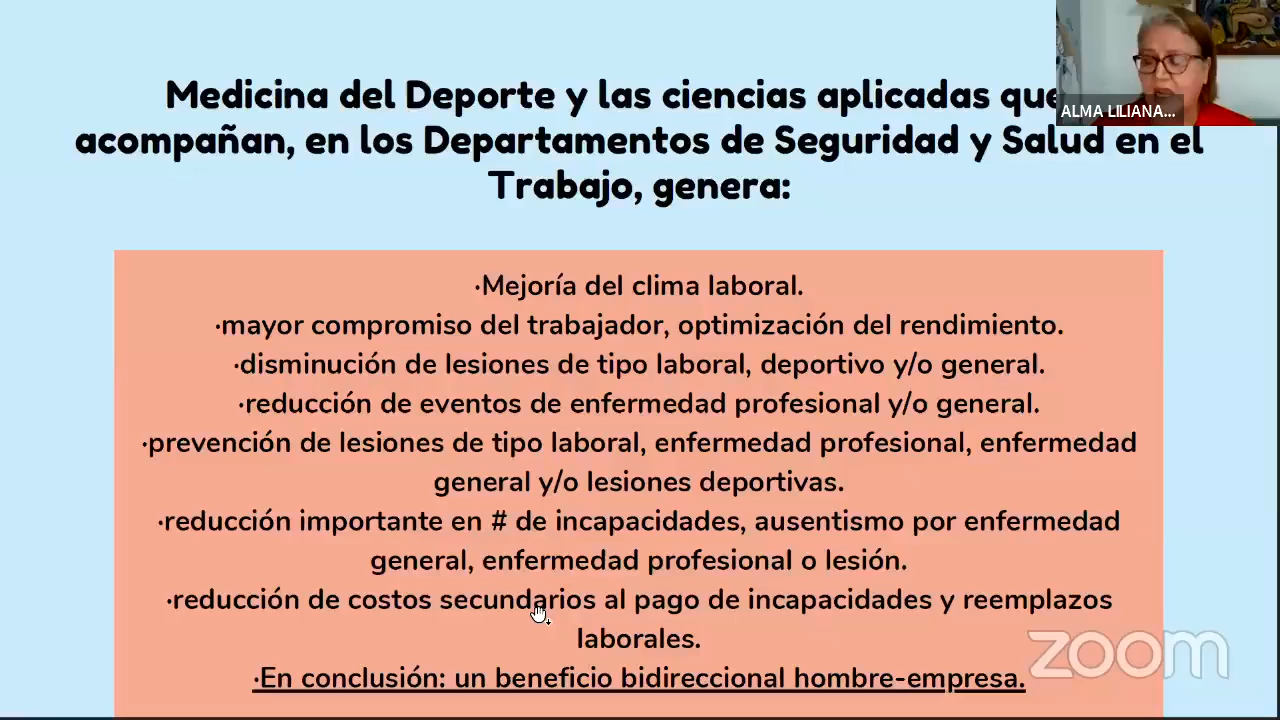 Medicina del Deporte y las ciencias aplicadas que
acompañan, en los Departamentos de Seguridad y Salud en el
Trabajo, genera:
ALMA LILIANA...
·Mejoría del clima laboral.
·mayor compromiso del trabajador, optimización del rendimiento.
·disminución de lesiones de tipo laboral, deportivo y/o general.
·reducción de eventos de enfermedad profesional y/o general.
·prevención de lesiones de tipo laboral, enfermedad profesional, enfermedad
general y/o lesiones deportivas.
·reducción importante en # de incapacidades, ausentismo por enfermedad
general, enfermedad profesional o lesión.
·reducción de costos secundarios al pago de incapacidades y reemplazos
laborales.
·En conclusión: un beneficio bidireccional hombre-empresa.
zoom